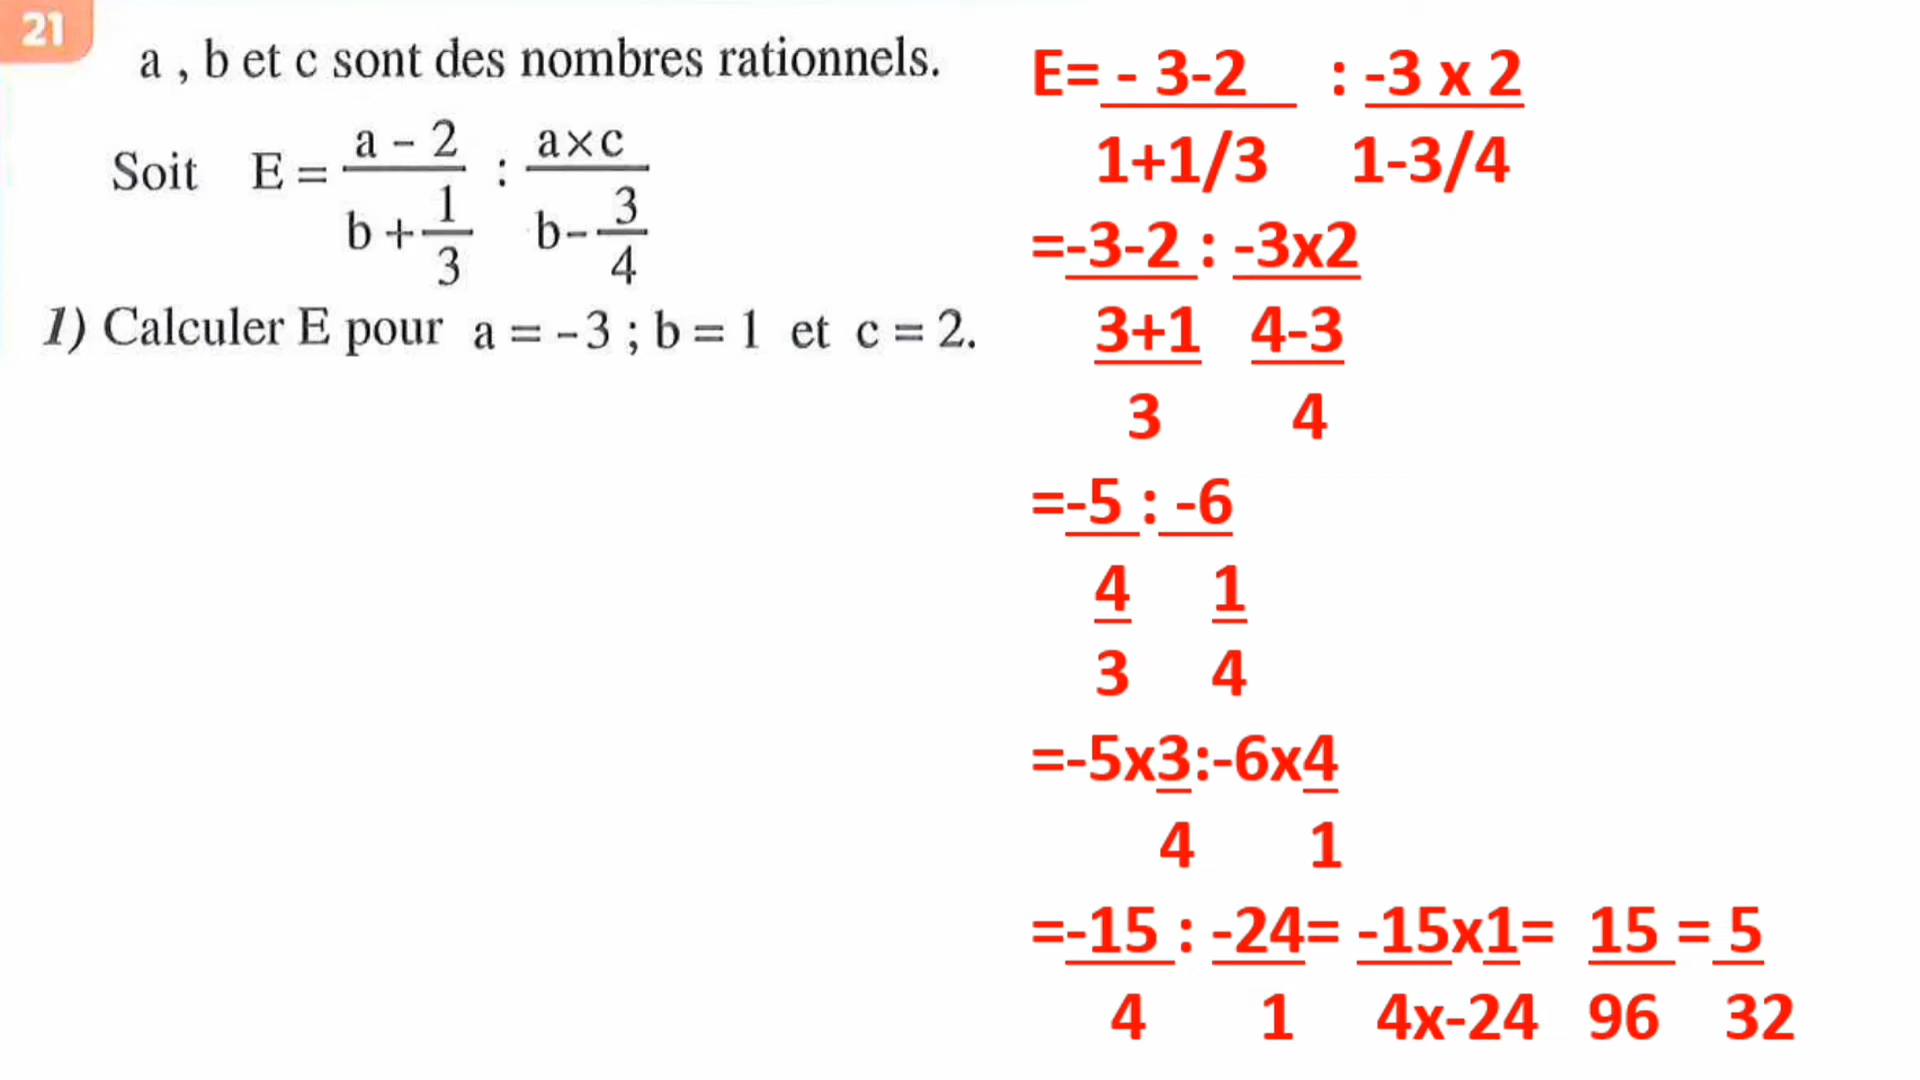 21
a , b et c sont des nombres rationnels.
a - 2 a×c
Soit E = :
b + 1 b- 3
3 4
1) Calculer E pour a = -3 ; b = 1 et c = 2.
E= - 3-2 : -3 x 2
1+1/3 1-3/4
=-3-2 : -3x2
3+1 4-3
3 4
=-5 : -6
4 1
3 4
=-5x3:-6x4
4 1
=-15 : -24= -15x1= 15 = 5
4 1 4x-24 96 32